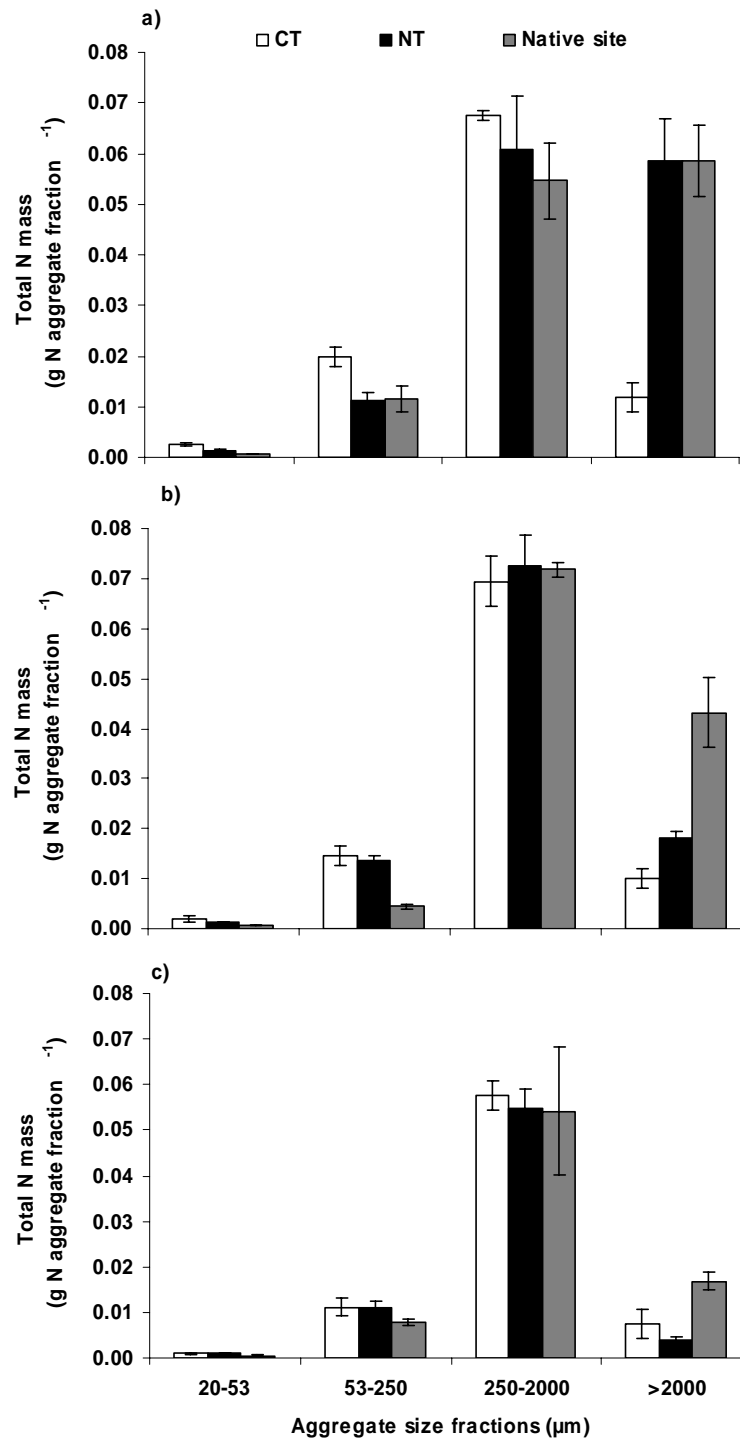 a)
CT NT Native site
0.08
0.07
0.06
0.05
0.04
0.03
0.02
0.01
0.00
Total N mass
(g N aggregate fraction -1)
b)
0.08
0.07
0.06
0.05
0.04
0.03
0.02
0.01
0.00
Total N mass
(g N aggregate fraction -1)
c)
0.08
0.07
0.06
0.05
0.04
0.03
0.02
0.01
0.00
Total N mass
(g N aggregate fraction -1)
20-53 53-250 250-2000 >2000
Aggregate size fractions (µm)